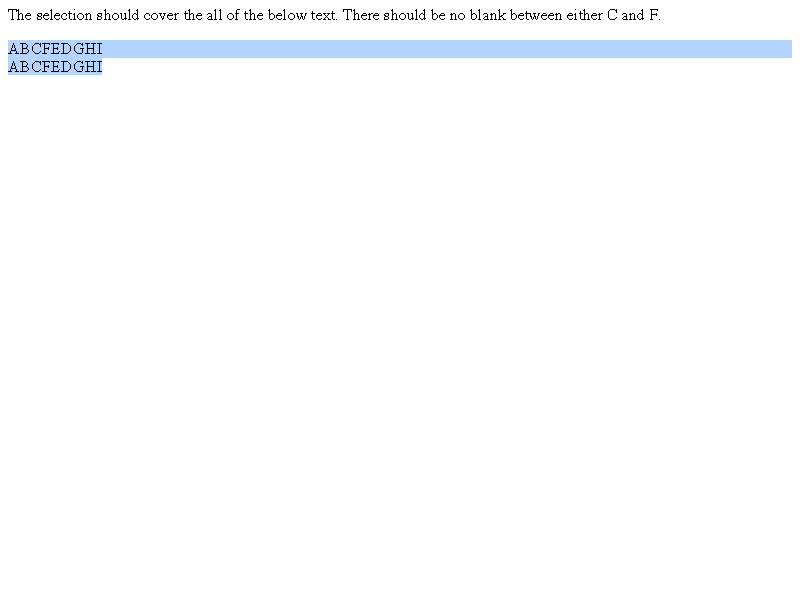 The selection should cover the all of the below text. There should be no blank between either C and F.
ABCFEDGHI
ABCFEDGHI